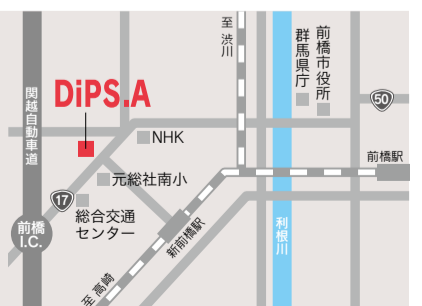 至 渋川
群馬県庁
前橋市役所
関越自動車道
DiPS.A
50
NHK
前橋駅
元総社南小
17
総合交通
センター
前橋
I.C.
新前橋駅
利根川
至 高崎